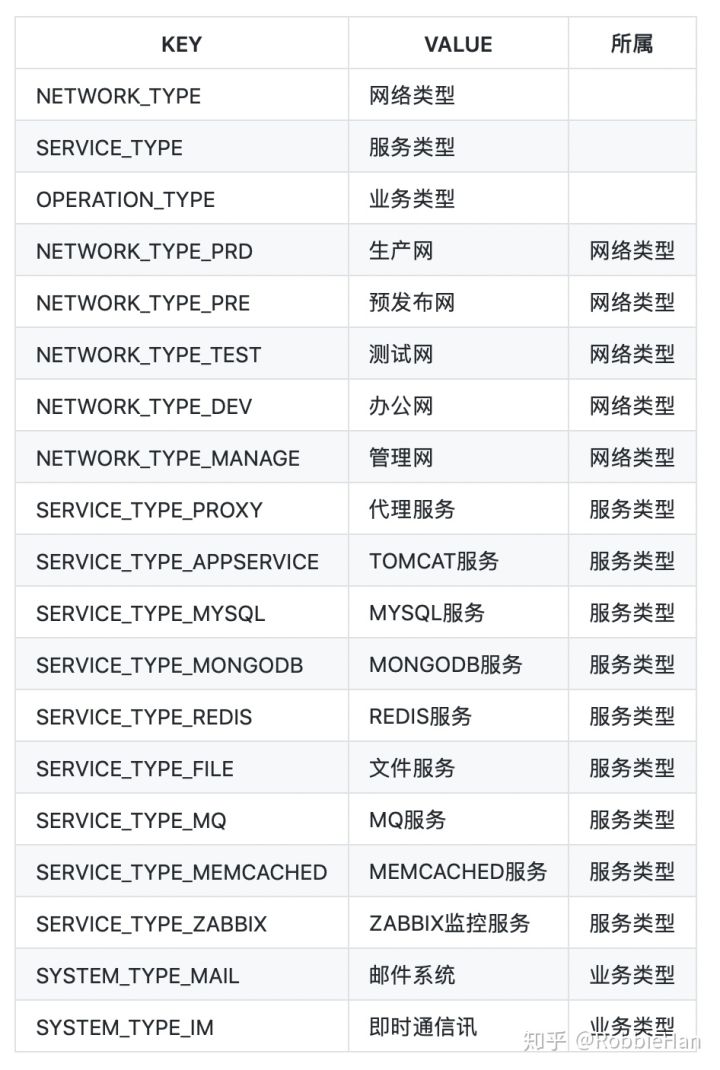 KEY VALUE 所属
NETWORK_TYPE 网络类型
SERVICE_TYPE 服务类型
OPERATION_TYPE 业务类型
NETWORK_TYPE_PRD 生产网 网络类型
NETWORK_TYPE_PRE 预发布网 网络类型
NETWORK_TYPE_TEST 测试网 网络类型
NETWORK_TYPE_DEV 办公网 网络类型
NETWORK_TYPE_MANAGE 管理网 网络类型
SERVICE_TYPE_PROXY 代理服务 服务类型
SERVICE_TYPE_APPSERVICE TOMCAT服务 服务类型
SERVICE_TYPE_MYSQL MYSQL服务 服务类型
SERVICE_TYPE_MONGODB MONGODB服务 服务类型
SERVICE_TYPE_REDIS REDIS服务 服务类型
SERVICE_TYPE_FILE 文件服务 服务类型
SERVICE_TYPE_MQ MQ服务 服务类型
SERVICE_TYPE_MEMCACHED MEMCACHED服务 服务类型
SERVICE_TYPE_ZABBIX ZABBIX监控服务 服务类型
SYSTEM_TYPE_MAIL 邮件系统 业务类型
SYSTEM_TYPE_IM 即时通信讯 业务类型
知乎 @RobbieHan